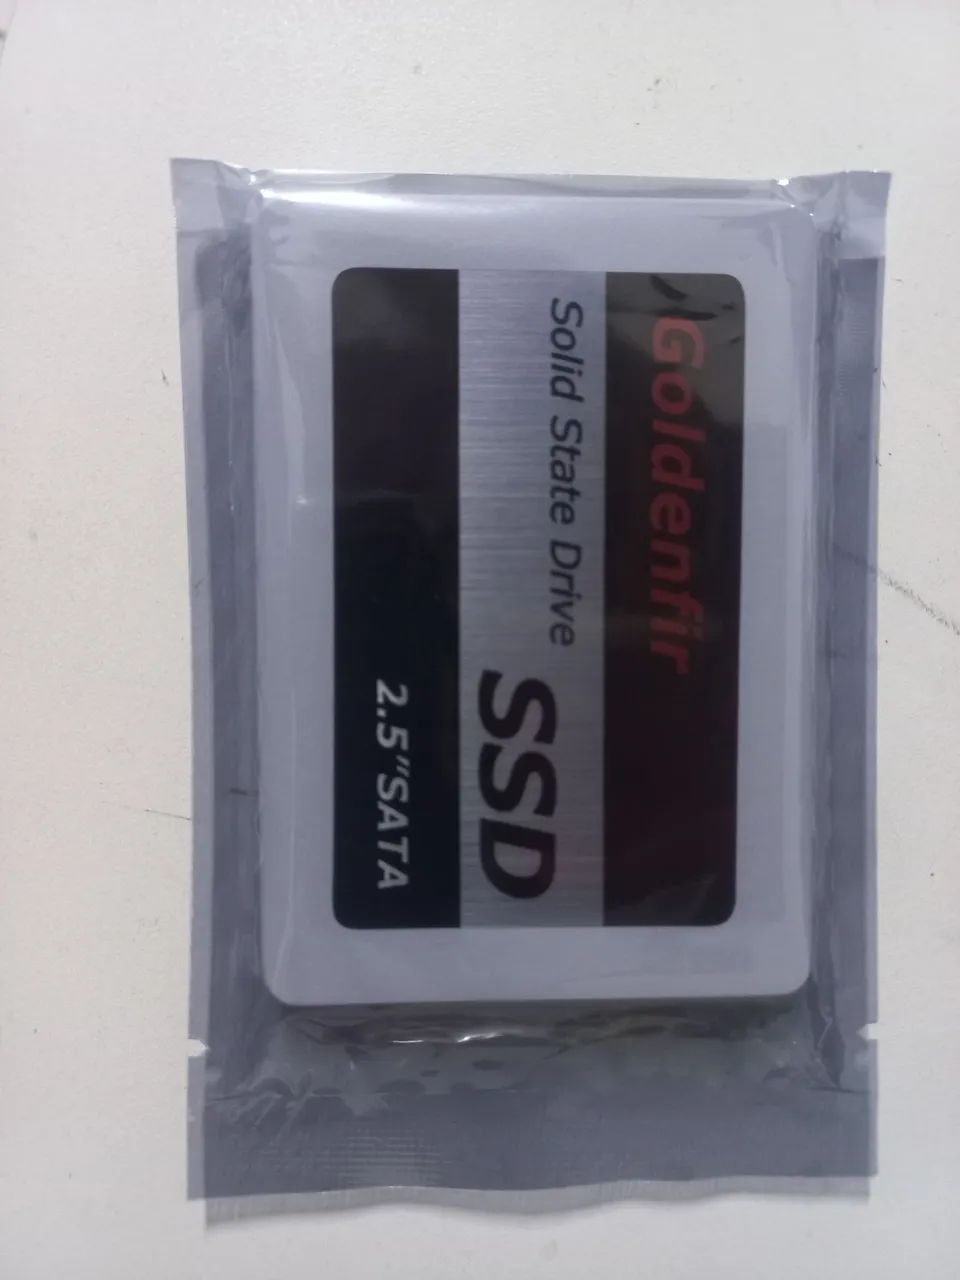 Goldenfir
Solid State Drive
SSD
2.5"SATA